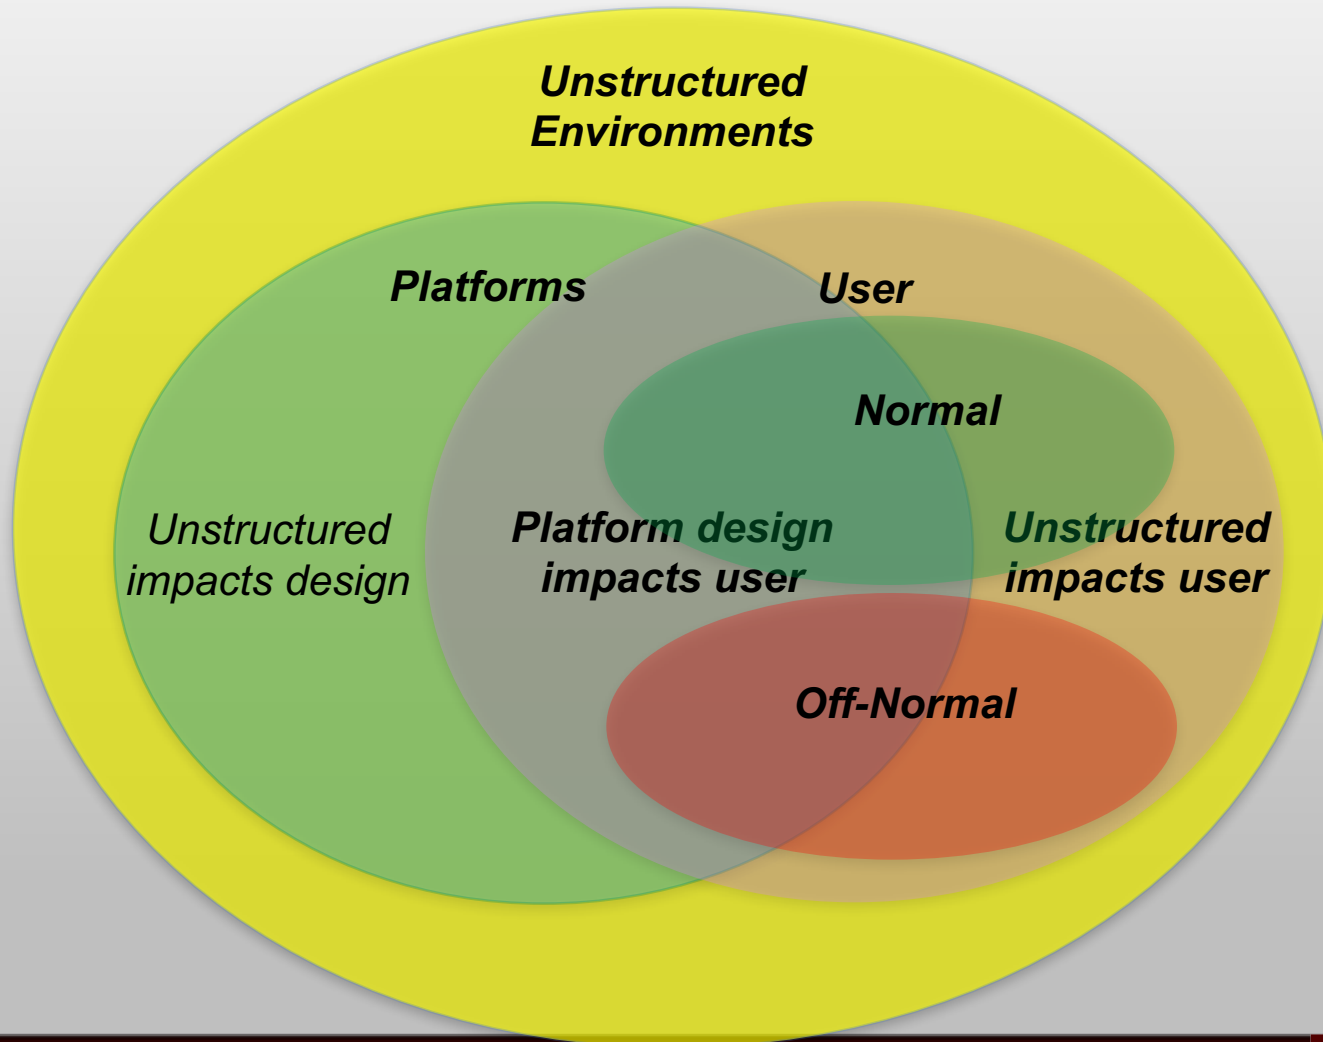 Unstructured
Environments
Platforms
User
Normal
Unstructured
impacts design
Platform design
impacts user
Unstructured
impacts user
Off-Normal